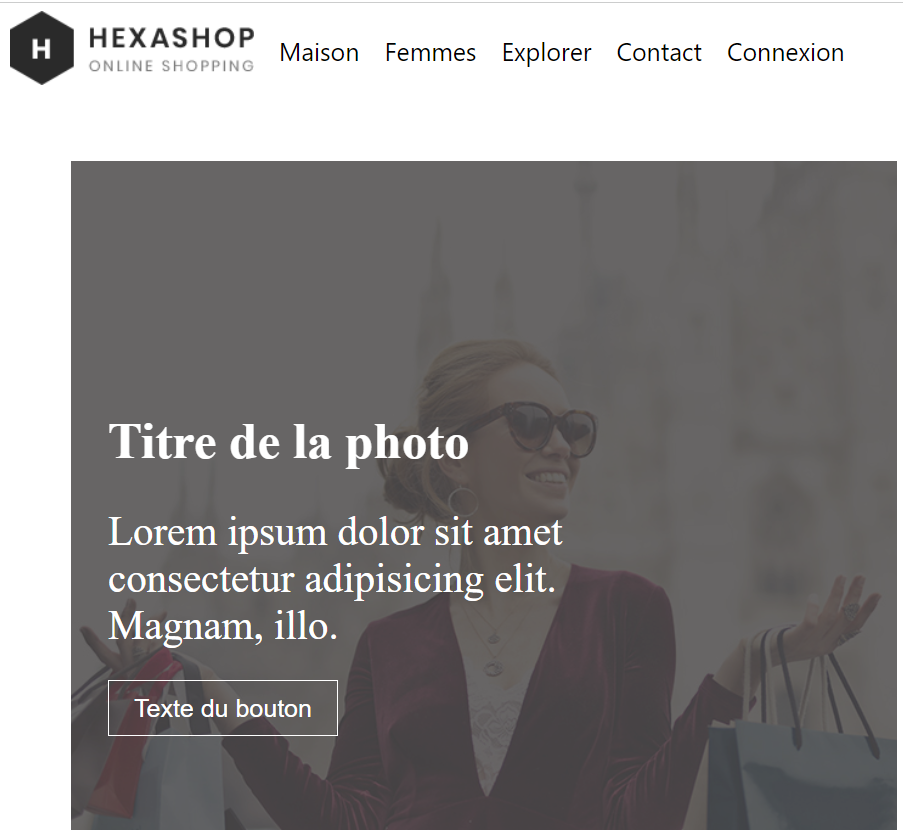 H
HEXASHOP
ONLINE SHOPPING
Maison Femmes Explorer Contact Connexion
Titre de la photo
Lorem ipsum dolor sit amet
consectetur adipisicing elit.
Magnam, illo.
Texte du bouton